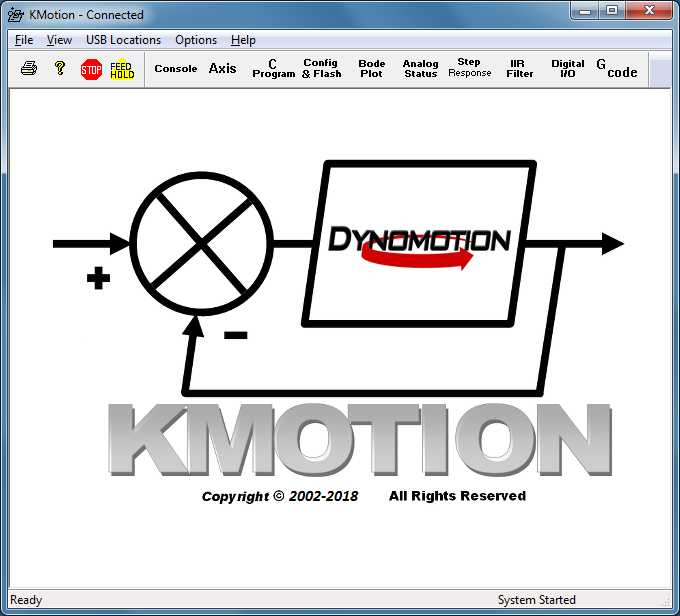 KMotion - Connected
File View USB Locations Options Help
? STOP FEED HOLD Console Axis C Program Config & Flash Bode Plot Analog Status Step Response IIR Filter Digital I/O G code
DYNOMOTION
+
-
KMOTION
Copyright © 2002-2018 All Rights Reserved
Ready System Started